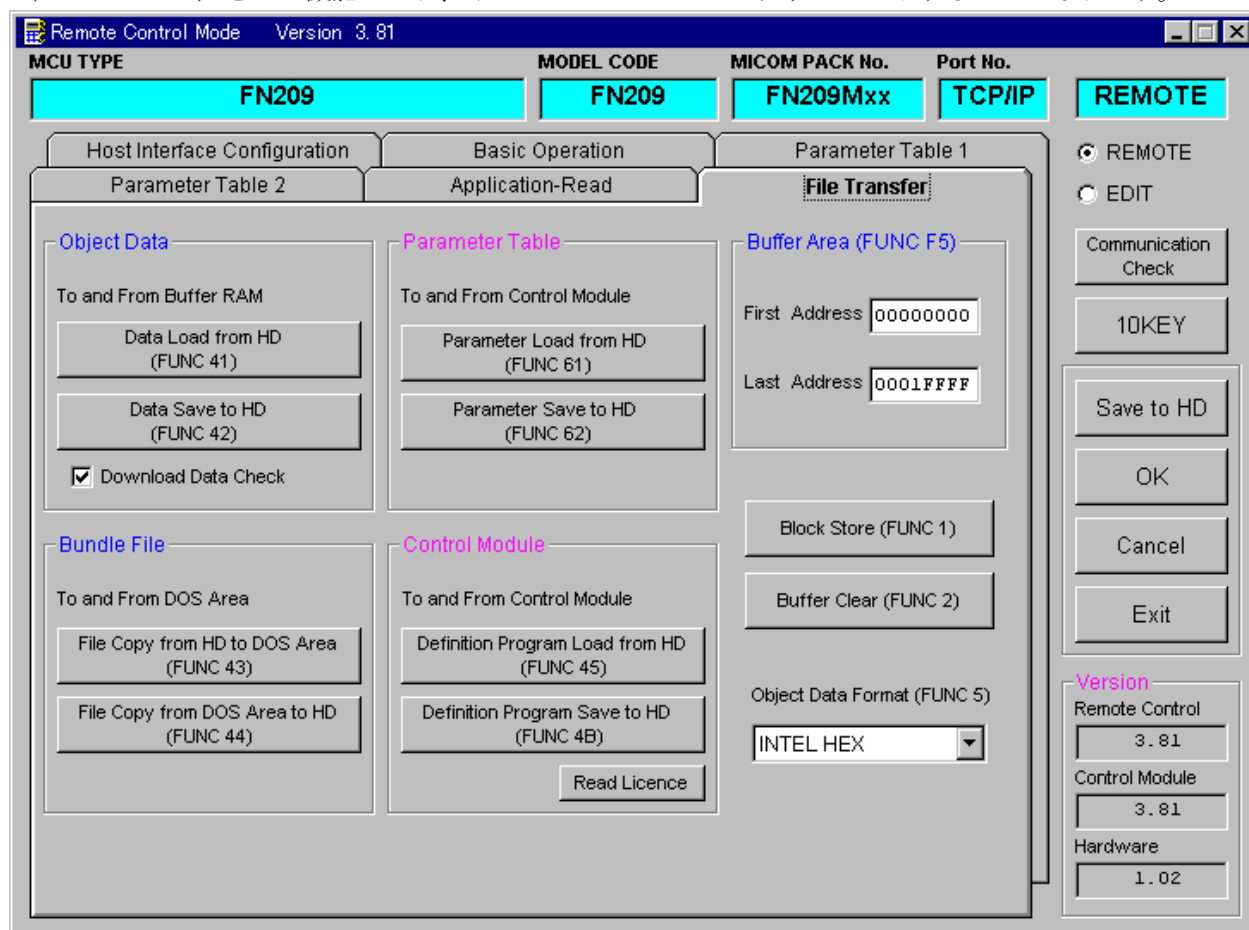 Remote Control Mode Version 3.81
MCU TYPE MODEL CODE MICOM PACK No. Port No.
FN209 FN209 FN209Mxx TCP/IP REMOTE
Host Interface Configuration Basic Operation Parameter Table 1
Parameter Table 2 Application-Read File Transfer
REMOTE
EDIT
Object Data
To and From Buffer RAM
Data Load from HD
(FUNC 41)
Data Save to HD
(FUNC 42)
Download Data Check
Parameter Table
To and From Control Module
Parameter Load from HD
(FUNC 61)
Parameter Save to HD
(FUNC 62)
Buffer Area (FUNC F5)
First Address 00000000
Last Address 0001FFFF
Bundle File
To and From DOS Area
File Copy from HD to DOS Area
(FUNC 43)
File Copy from DOS Area to HD
(FUNC 44)
Control Module
To and From Control Module
Definition Program Load from HD
(FUNC 45)
Definition Program Save to HD
(FUNC 4B)
Read Licence
Block Store (FUNC 1)
Buffer Clear (FUNC 2)
Object Data Format (FUNC 5)
INTEL HEX
Communication
Check
10KEY
Save to HD
OK
Cancel
Exit
Version
Remote Control
3.81
Control Module
3.81
Hardware
1.02